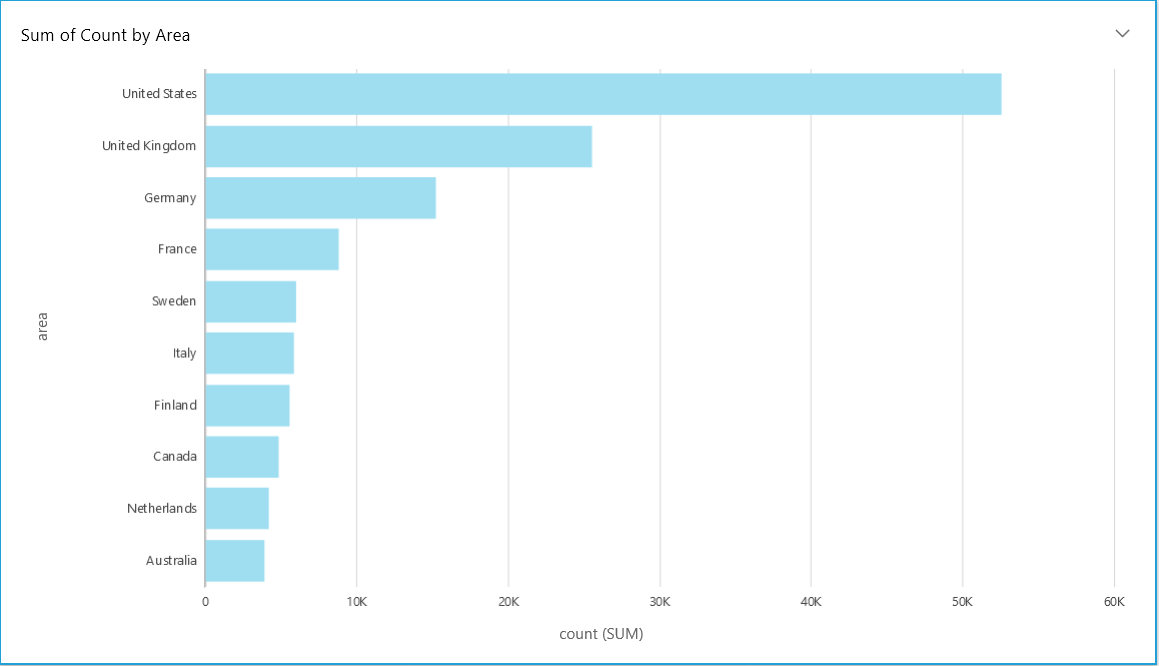 Sum of Count by Area
United States
United Kingdom
Germany
France
Sweden
Italy
Finland
Canada
Netherlands
Australia
area
0 10K 20K 30K 40K 50K 60K
count (SUM)